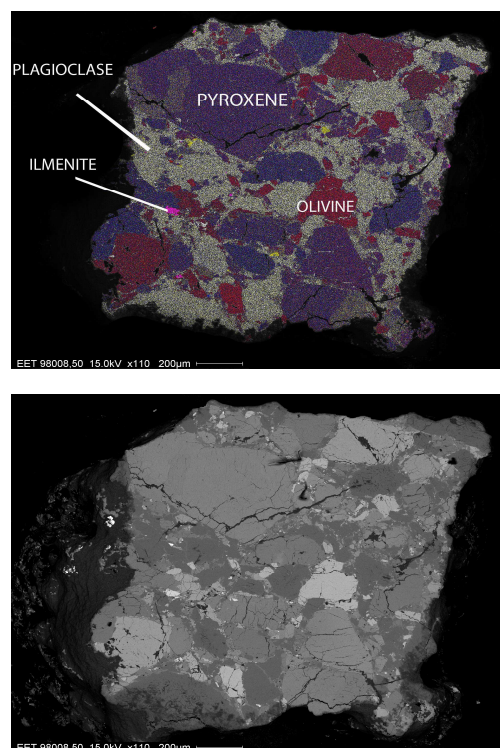 PLAGIOCLASE
PYROXENE
ILMENITE
OLIVINE
EET 98008,50 15.0kV x110 200µm
EET 98008,50 15.0kV x110 200µm